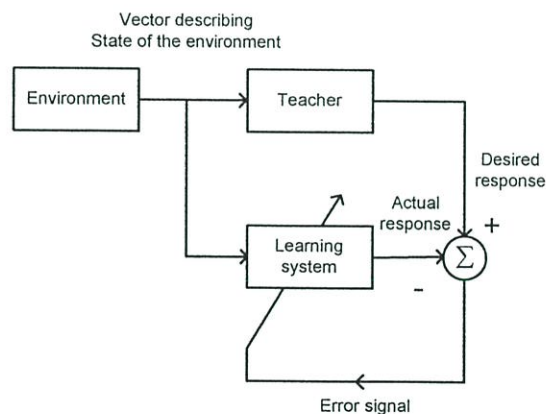 Vector describing
State of the environment
Environment
Teacher
Desired
response
Actual
response
+
Learning
system
Σ
-
Error signal